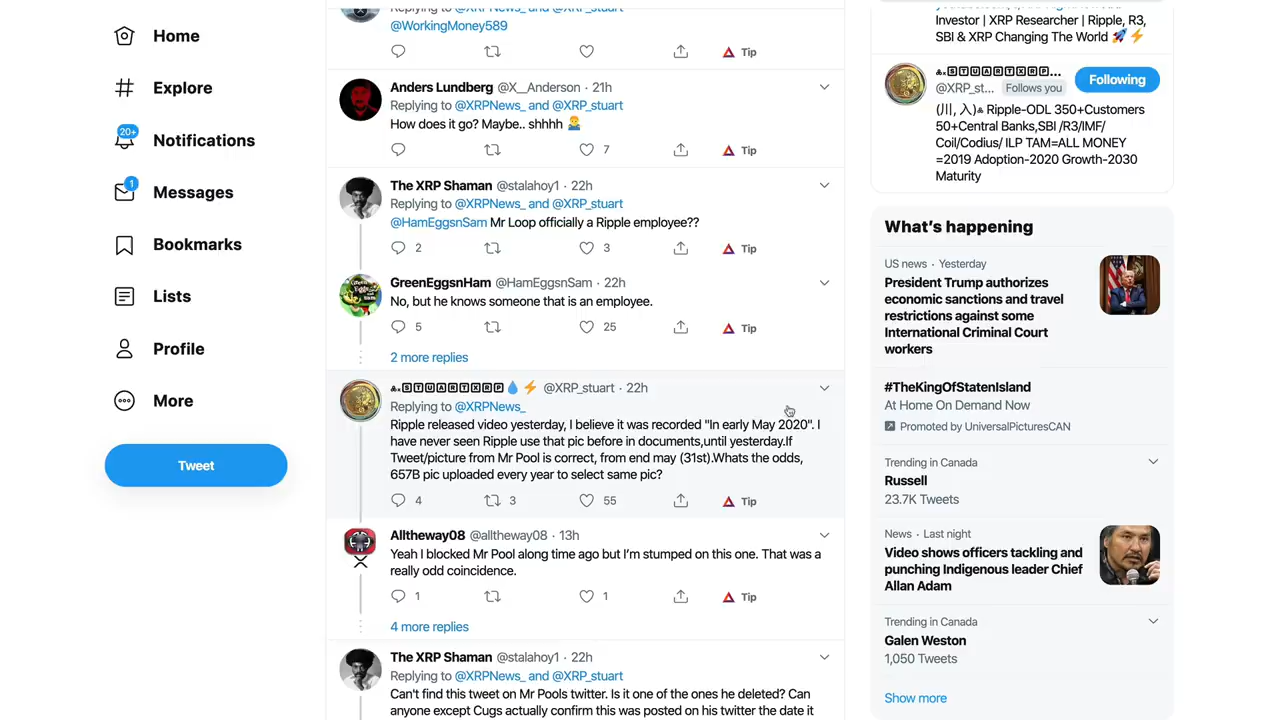 Home
Explore
20+
Notifications
1
Messages
Bookmarks
Lists
Profile
More
Tweet
Replying to @XRPNews_ and @XRP_stuart
@WorkingMoney589
Tip
Anders Lundberg @X__Anderson · 21h
Replying to @XRPNews_ and @XRP_stuart
How does it go? Maybe.. shhhh 🤷‍♂️
7
Tip
The XRP Shaman @stalahoy1 · 22h
Replying to @XRPNews_ and @XRP_stuart
@HamEggsnSam Mr Loop officially a Ripple employee??
2 3
Tip
GreenEggsnHam @HamEggsnSam · 22h
No, but he knows someone that is an employee.
5 25
Tip
2 more replies
🆂🆃🆄🅰🆁🆃🆇🆁🅿💧⚡ @XRP_stuart · 22h
Replying to @XRPNews_
Ripple released video yesterday, I believe it was recorded "In early May 2020". I
have never seen Ripple use that pic before in documents,until yesterday.If
Tweet/picture from Mr Pool is correct, from end may (31st).Whats the odds,
657B pic uploaded every year to select same pic?
4 3 55
Tip
Alltheway08 @alltheway08 · 13h
Yeah I blocked Mr Pool along time ago but I'm stumped on this one. That was a
really odd coincidence.
1 1
Tip
4 more replies
The XRP Shaman @stalahoy1 · 22h
Replying to @XRPNews_ and @XRP_stuart
Can't find this tweet on Mr Pools twitter. Is it one of the ones he deleted? Can
anyone except Cugs actually confirm this was posted on his twitter the date it
Investor | XRP Researcher | Ripple, R3,
SBI & XRP Changing The World 🚀⚡
🆂🆃🆄🅰🆁🆃🆇🆁🅿...
@XRP_st... Follows you
Following
(川, 入) Ripple-ODL 350+Customers
50+Central Banks,SBI /R3/IMF/
Coil/Codius/ ILP TAM=ALL MONEY
=2019 Adoption-2020 Growth-2030
Maturity
What's happening
US news · Yesterday
President Trump authorizes
economic sanctions and travel
restrictions against some
International Criminal Court
workers
#TheKingOfStatenIsland
At Home On Demand Now
Promoted by UniversalPicturesCAN
Trending in Canada
Russell
23.7K Tweets
News · Last night
Video shows officers tackling and
punching Indigenous leader Chief
Allan Adam
Trending in Canada
Galen Weston
1,050 Tweets
Show more